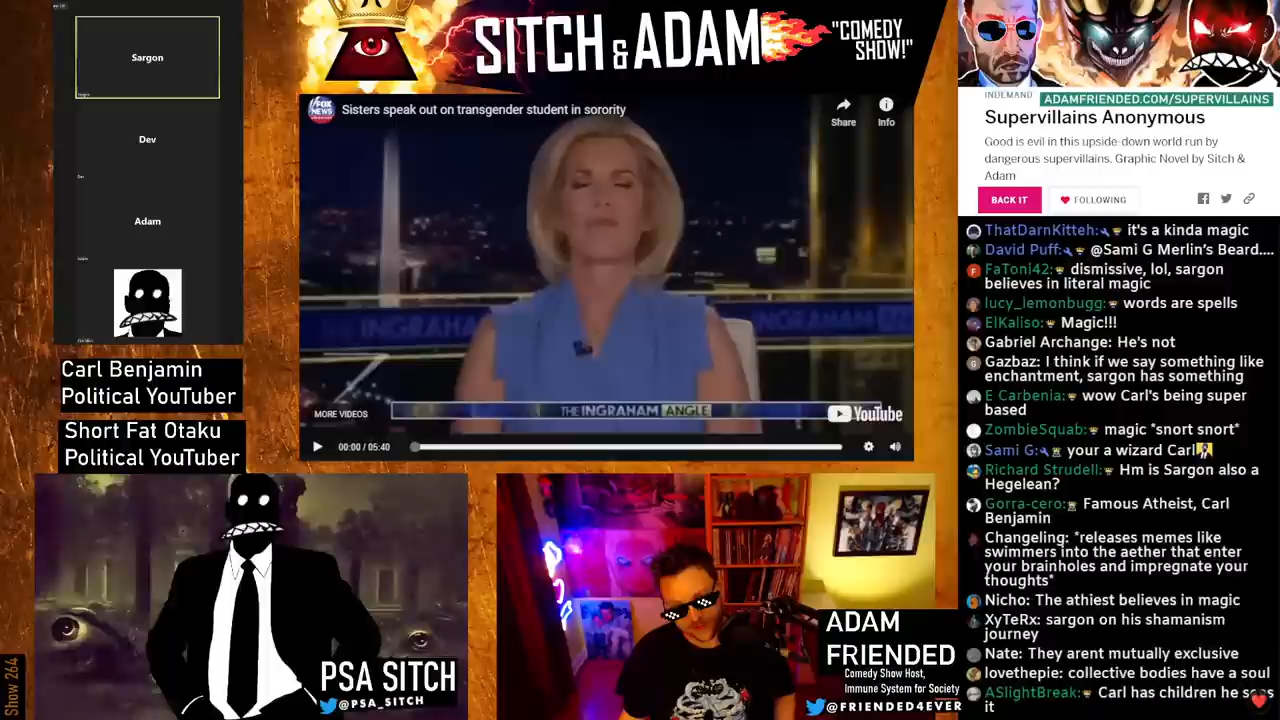 Sargon
Dev
Adam
Carl Benjamin
Political YouTuber
Short Fat Otaku
Political YouTuber
SITCH & ADAM
"COMEDY
SHOW!"
FOX
NEWS
Sisters speak out on transgender student in sorority
Share
Info
INGRAHA
INGRAHAM
MORE VIDEOS
THE INGRAHAM ANGLE
YouTube
00:00 / 05:40
PSA SITCH
@PSA_SITCH
Show 264
ADAM
FRIENDED
Comedy Show Host,
Immune System for Society
@FRIENDED4EVER
INDEMAND
ADAMFRIENDED.COM/SUPERVILLAINS
Supervillains Anonymous
Good is evil in this upside-down world run by
dangerous supervillains. Graphic Novel by Sitch &
Adam
BACK IT
FOLLOWING
ThatDarnKitteh: it's a kinda magic
David Puff: @Sami G Merlin's Beard....
FaToni42: dismissive, lol, sargon
believes in literal magic
lucy_lemonbugg: words are spells
ElKaliso: Magic!!!
Gabriel Archange: He's not
Gazbaz: I think if we say something like
enchantment, sargon has something
E Carbenia: wow Carl's being super
based
ZombieSquab: magic *snort snort*
Sami G: your a wizard Carl
Richard Strudell: Hm is Sargon also a
Hegelean?
Gorra-cero: Famous Atheist, Carl
Benjamin
Changeling: *releases memes like
swimmers into the aether that enter
your brainholes and impregnate your
thoughts*
Nicho: The athiest believes in magic
XyTeRx: sargon on his shamanism
journey
Nate: They arent mutually exclusive
lovethepie: collective bodies have a soul
ASlightBreak: Carl has children he sees
it